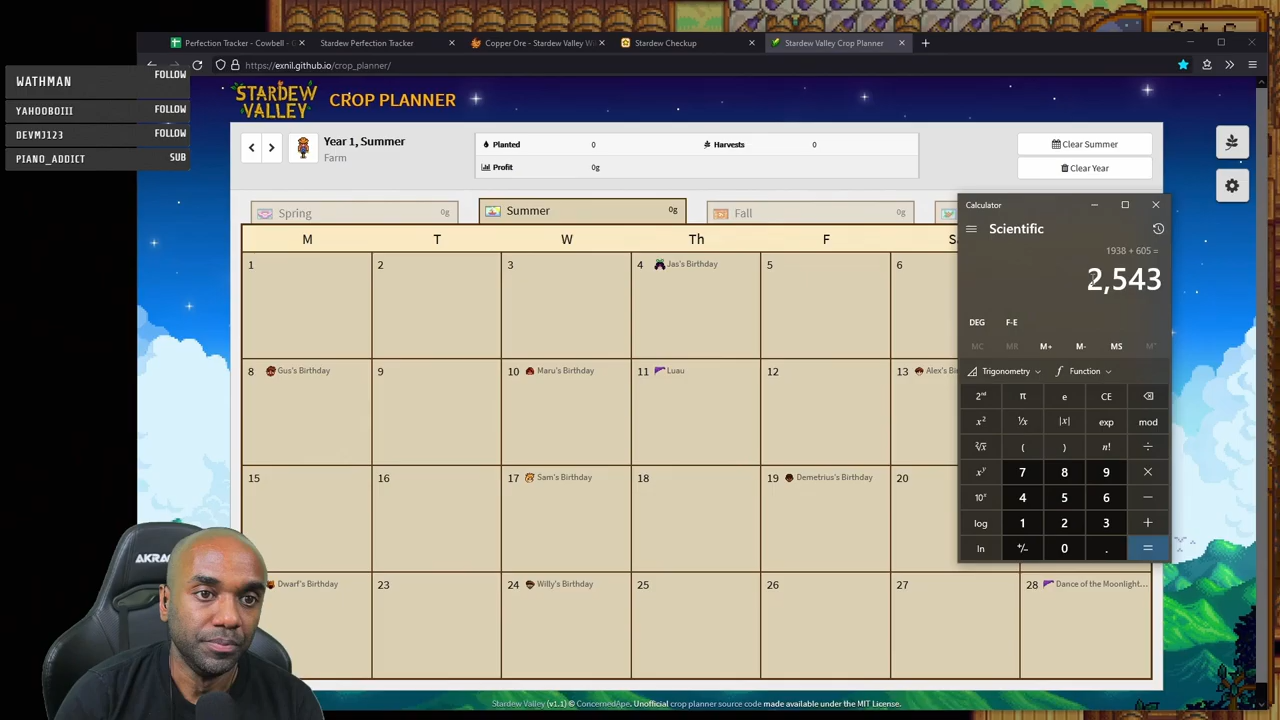 Perfection Tracker - Cowbell -
Stardew Perfection Tracker
Copper Ore - Stardew Valley W
Stardew Checkup
Stardew Valley Crop Planner
https://exnil.github.io/crop_planner/
WATHMAN FOLLOW
YAHOOBOIII FOLLOW
DEVMJ123 FOLLOW
PIANO_ADDICT SUB
STARDEW VALLEY
CROP PLANNER
Year 1, Summer
Farm
Planted 0
Harvests 0
Profit 0g
Clear Summer
Clear Year
Spring 0g
Summer 0g
Fall 0g
M T W Th F Sa
1 2 3 4 Jas's Birthday 5 6
8 Gus's Birthday 9 10 Maru's Birthday 11 Luau 12 13 Alex's Bi
15 16 17 Sam's Birthday 18 19 Demetrius's Birthday 20
Dwarf's Birthday 23 24 Willy's Birthday 25 26 27 28 Dance of the Moonlight...
Calculator
Scientific
1938 + 605 =
2,543
DEG F-E
MC MR M+ M- MS M˅
Trigonometry Function
2ⁿᵈ π e CE
x² ¹/x |x| exp mod
²√x ( ) n! ÷
xʸ 7 8 9 ×
10ˣ 4 5 6 −
log 1 2 3 +
ln +/− 0 . =
Stardew Valley (v1.1) © ConcernedApe. Unofficial crop planner source code made available under the MIT License.
AKRAC